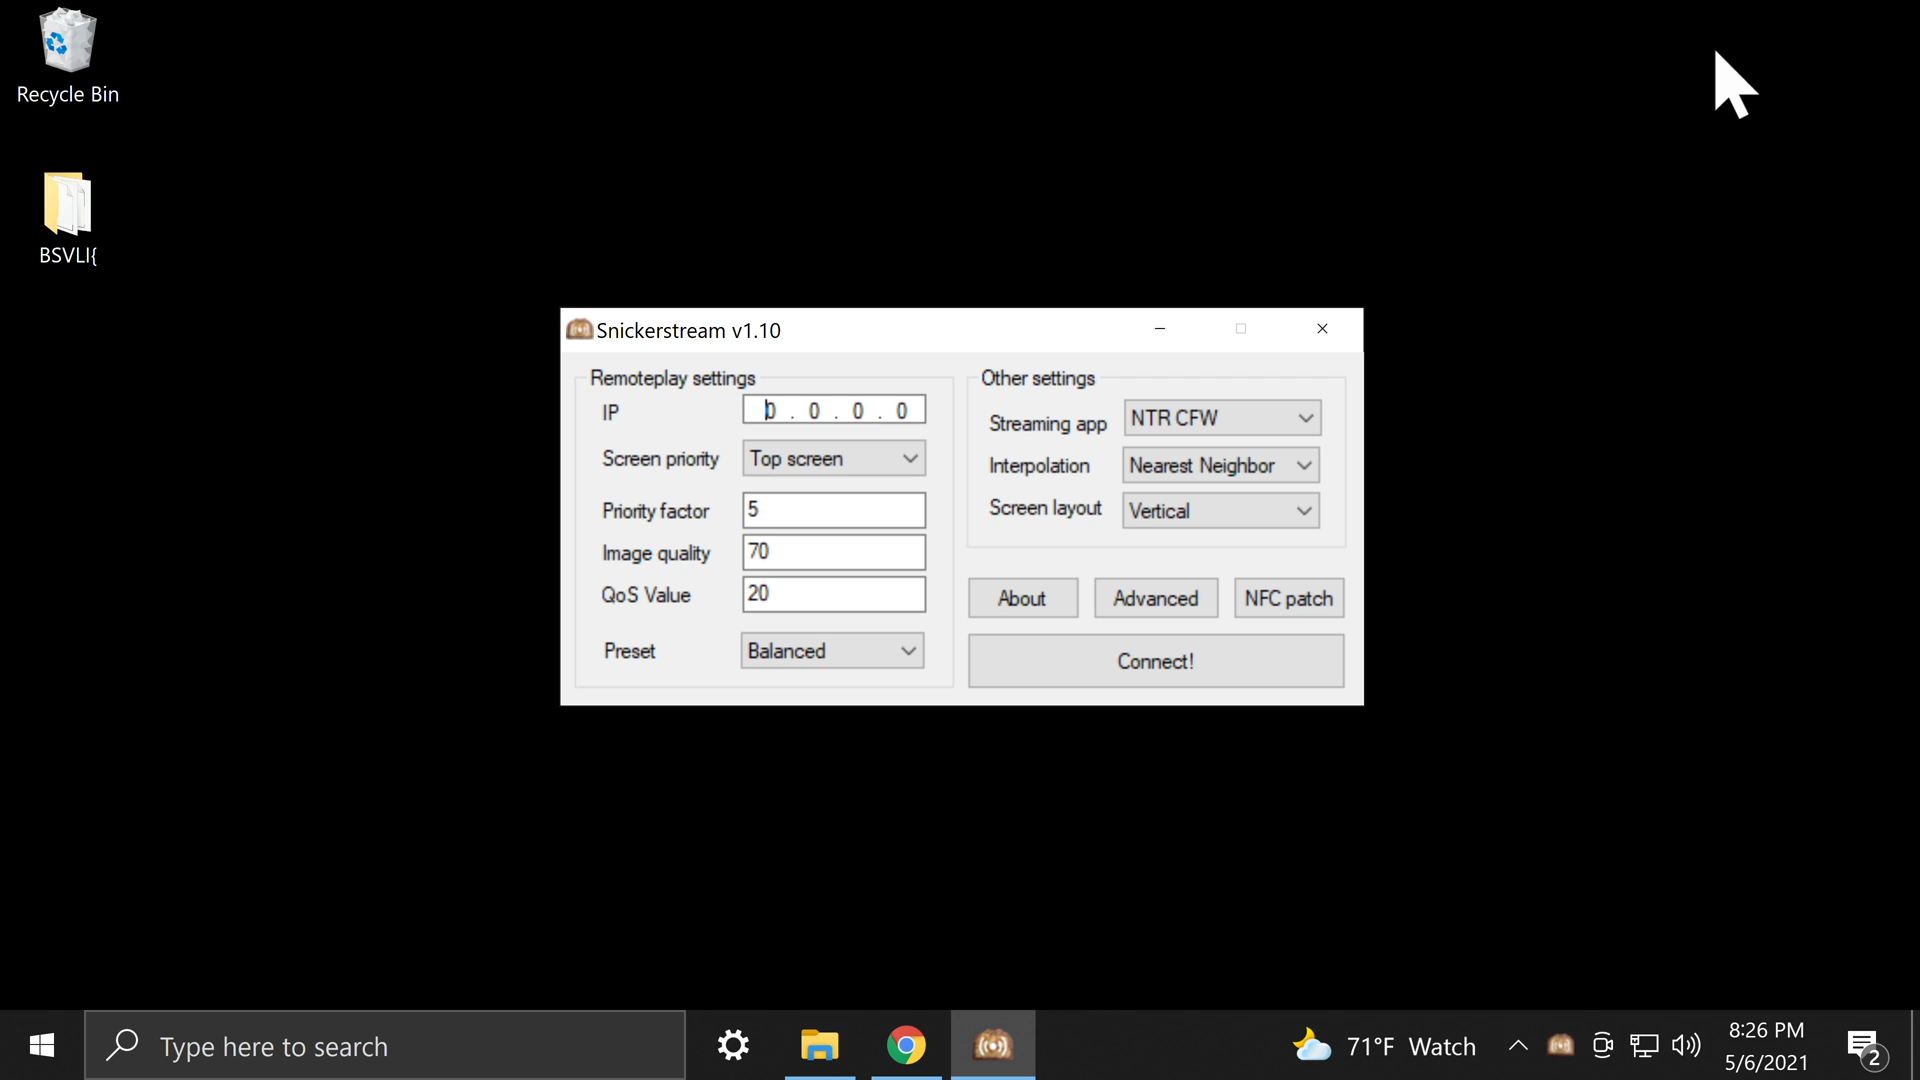 Recycle Bin
BSVLI{
Snickerstream v1.10
Remoteplay settings
IP 0 . 0 . 0 . 0
Screen priority Top screen
Priority factor 5
Image quality 70
QoS Value 20
Preset Balanced
Other settings
Streaming app NTR CFW
Interpolation Nearest Neighbor
Screen layout Vertical
About Advanced NFC patch
Connect!
Type here to search
71°F Watch
8:26 PM
5/6/2021
2